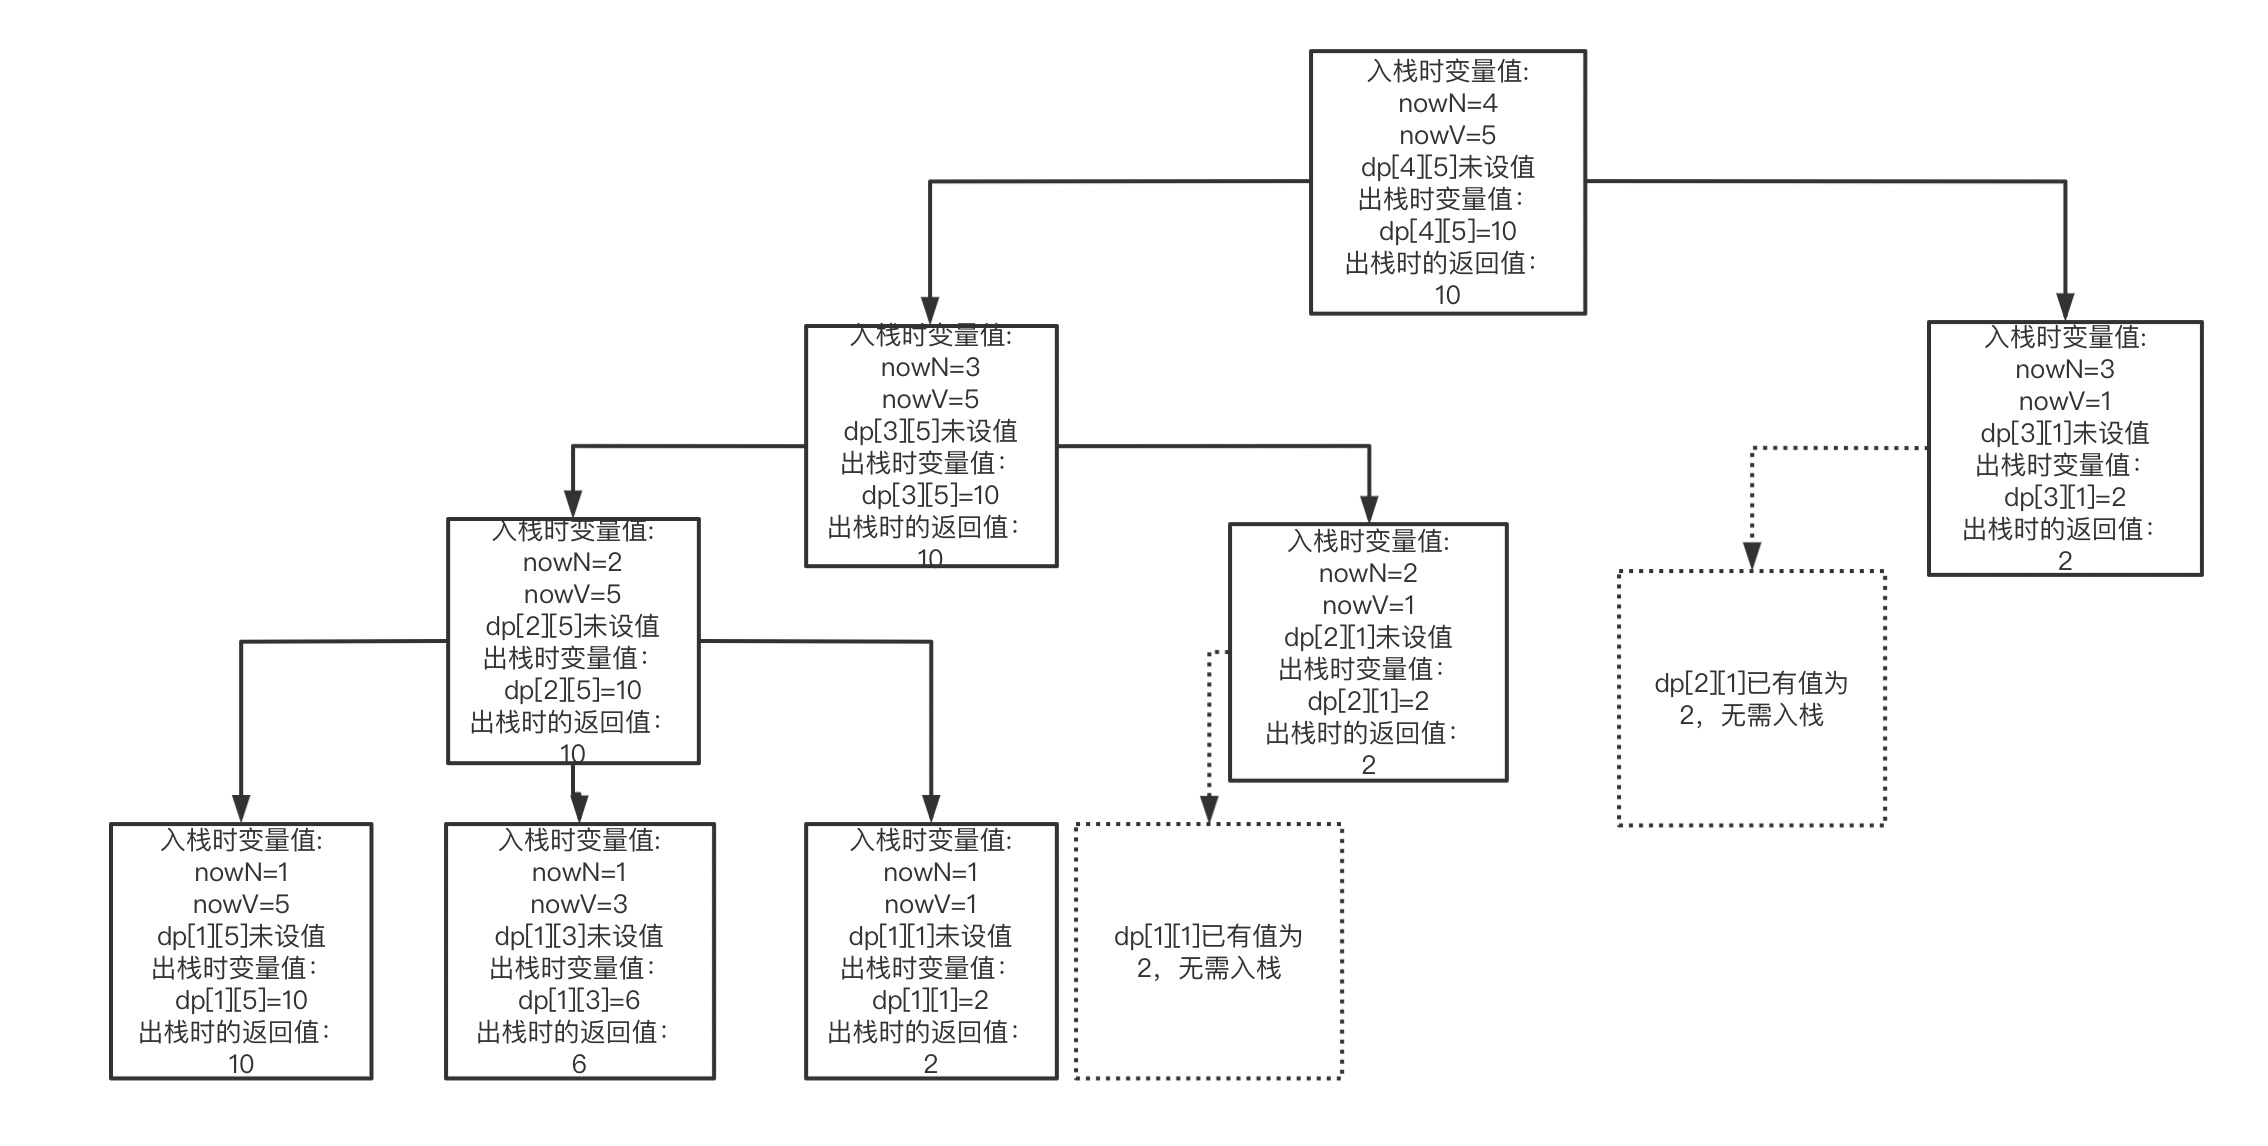 入栈时变量值:
nowN=4
nowV=5
dp[4][5]未设值
出栈时变量值：
dp[4][5]=10
出栈时的返回值：
10
入栈时变量值:
nowN=3
nowV=5
dp[3][5]未设值
出栈时变量值：
dp[3][5]=10
出栈时的返回值：
10
入栈时变量值:
nowN=3
nowV=1
dp[3][1]未设值
出栈时变量值：
dp[3][1]=2
出栈时的返回值：
2
入栈时变量值:
nowN=2
nowV=5
dp[2][5]未设值
出栈时变量值：
dp[2][5]=10
出栈时的返回值：
10
入栈时变量值:
nowN=2
nowV=1
dp[2][1]未设值
出栈时变量值：
dp[2][1]=2
出栈时的返回值：
2
dp[2][1]已有值为
2，无需入栈
入栈时变量值:
nowN=1
nowV=5
dp[1][5]未设值
出栈时变量值：
dp[1][5]=10
出栈时的返回值：
10
入栈时变量值:
nowN=1
nowV=3
dp[1][3]未设值
出栈时变量值：
dp[1][3]=6
出栈时的返回值：
6
入栈时变量值:
nowN=1
nowV=1
dp[1][1]未设值
出栈时变量值：
dp[1][1]=2
出栈时的返回值：
2
dp[1][1]已有值为
2，无需入栈